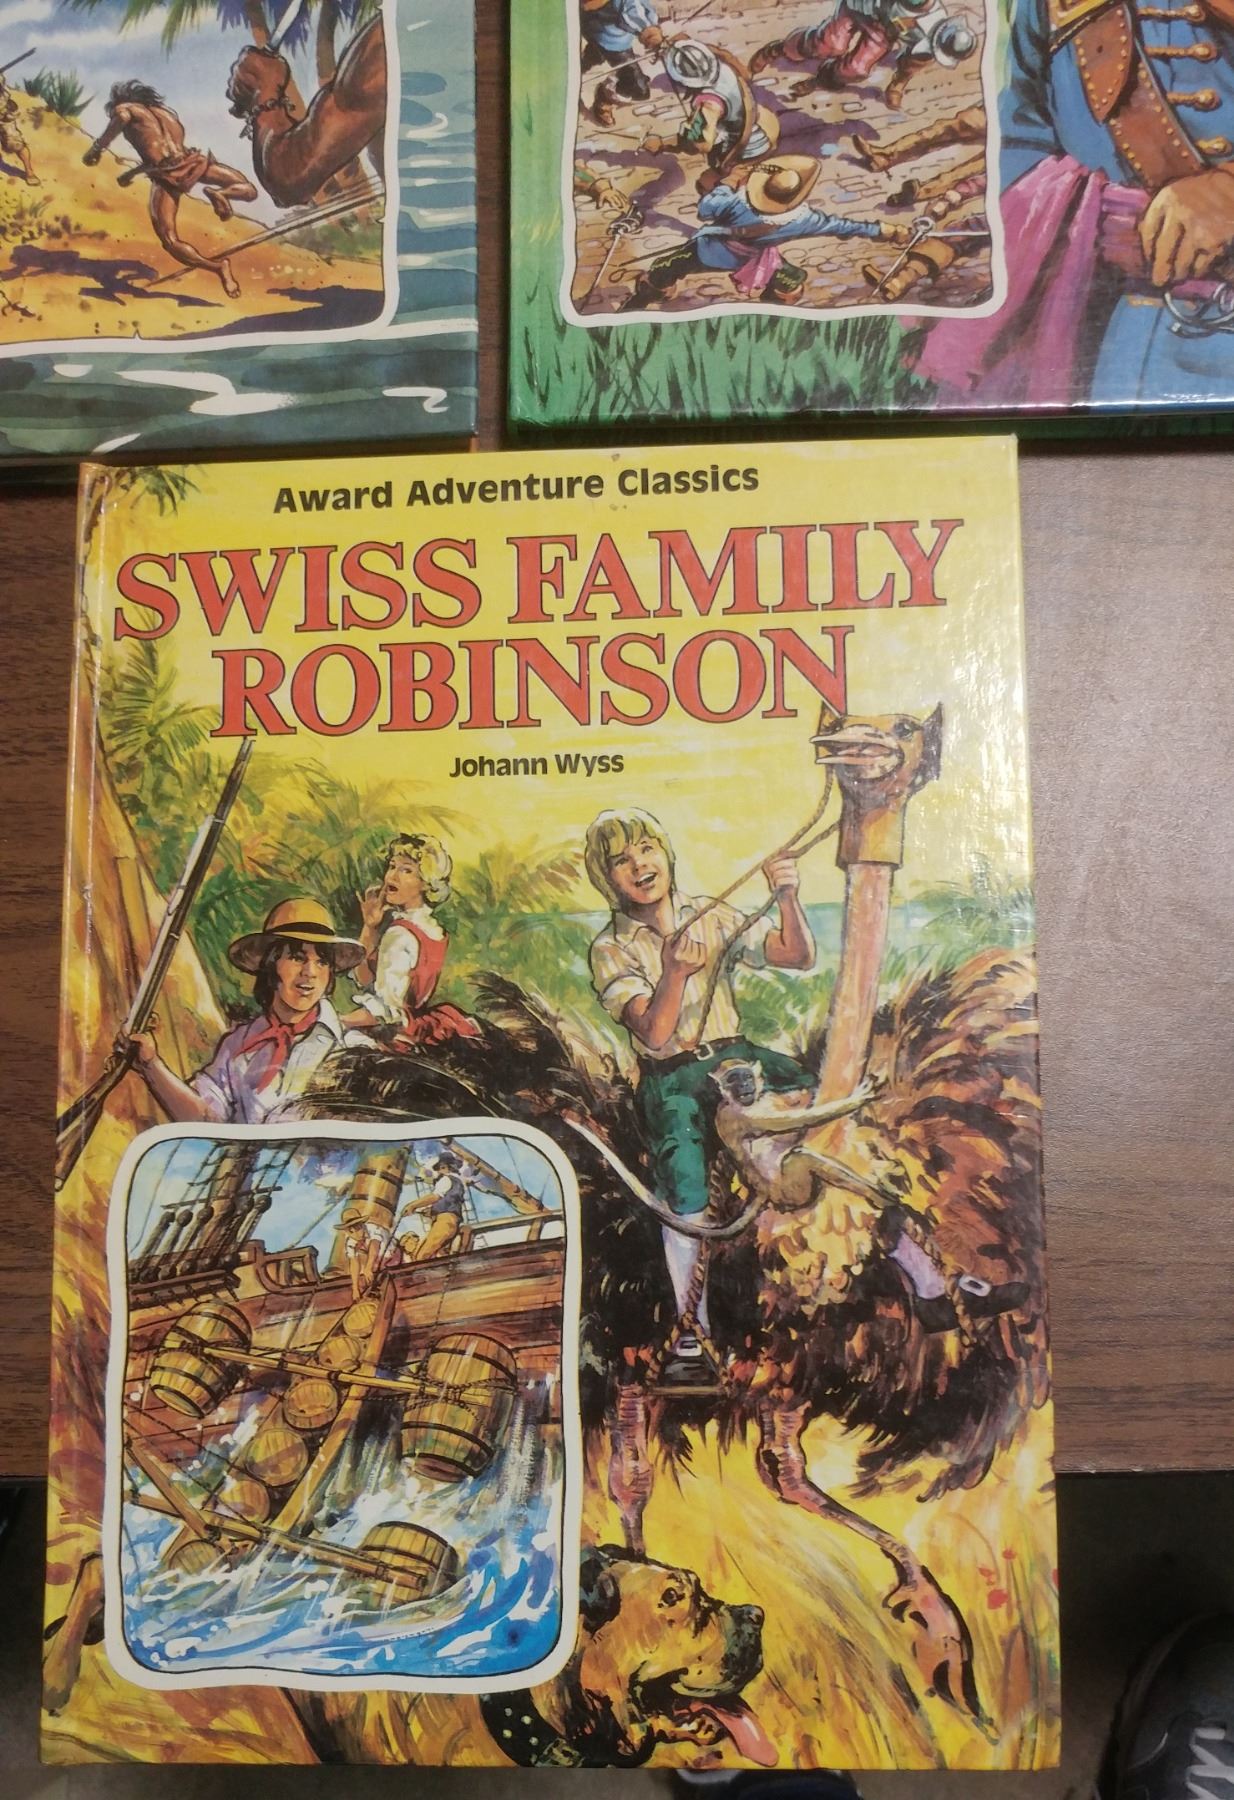 Award Adventure Classics
SWISS FAMILY
ROBINSON
Johann Wyss